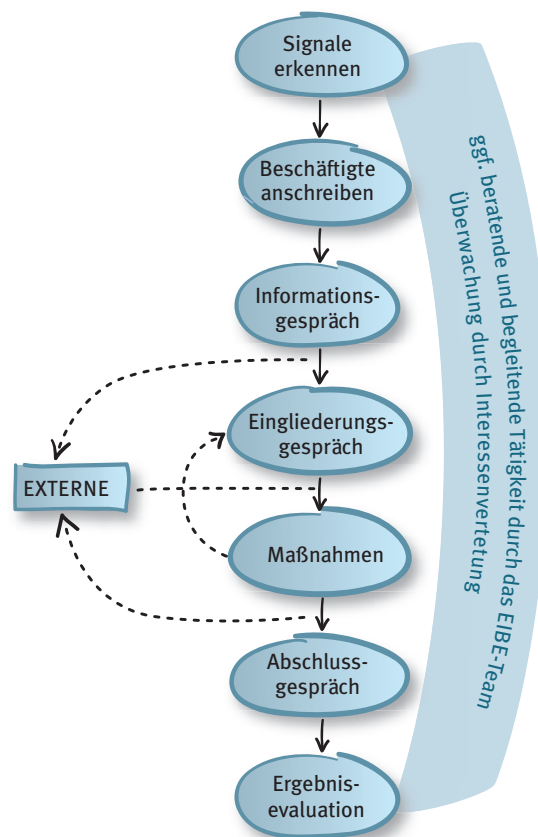 Signale
erkennen
Beschäftigte
anschreiben
Informations-
gespräch
Eingliederungs-
gespräch
EXTERNE
Maßnahmen
Abschluss-
gespräch
Ergebnis-
evaluation
ggf. beratende und begleitende Tätigkeit durch das EIBE-Team
Überwachung durch Interessenvertetung